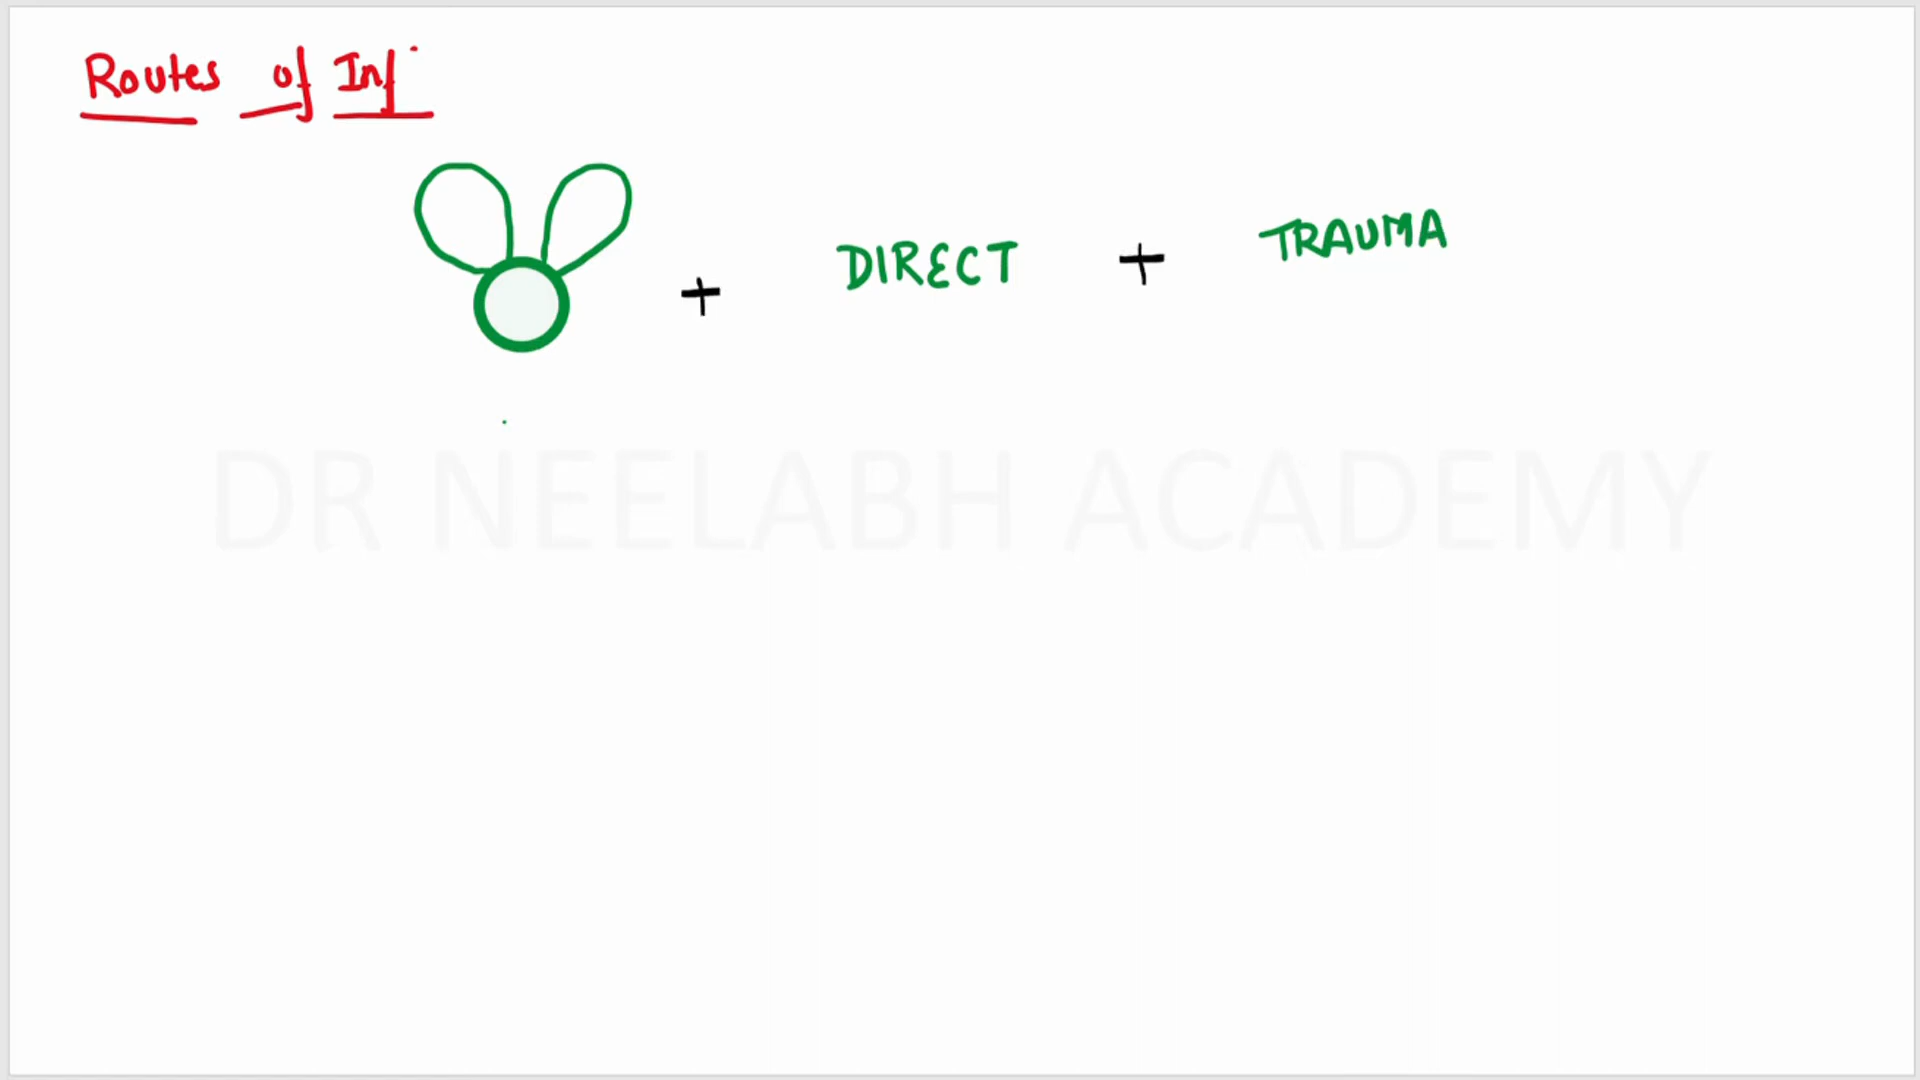 Routes of Inf
+ DIRECT + TRAUMA
DR NEELABH ACADEMY